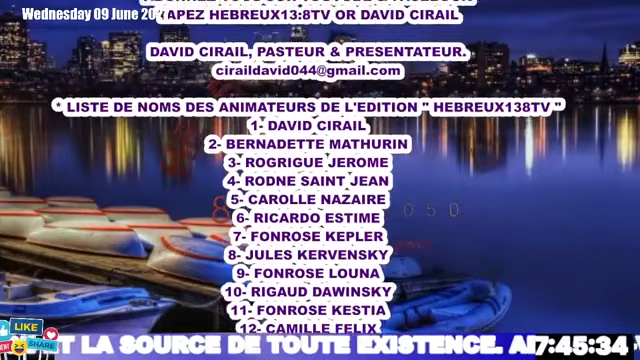 Wednesday 09 June 20
TAPEZ HEBREUX13:8TV OR DAVID CIRAIL
DAVID CIRAIL, PASTEUR & PRESENTATEUR.
ciraildavid044@gmail.com
* LISTE DE NOMS DES ANIMATEURS DE L'EDITION " HEBREUX138TV "
1- DAVID CIRAIL
2- BERNADETTE MATHURIN
3- ROGRIGUE JEROME
4- RODNE SAINT JEAN
5- CAROLLE NAZAIRE
6- RICARDO ESTIME
7- FONROSE KEPLER
8- JULES KERVENSKY
9- FONROSE LOUNA
10- RIGAUD DAWINSKY
11- FONROSE KESTIA
12- CAMILLE FELIX
LIKE
SHARE
LA SOURCE DE TOUTE EXISTENCE.
7:45:34